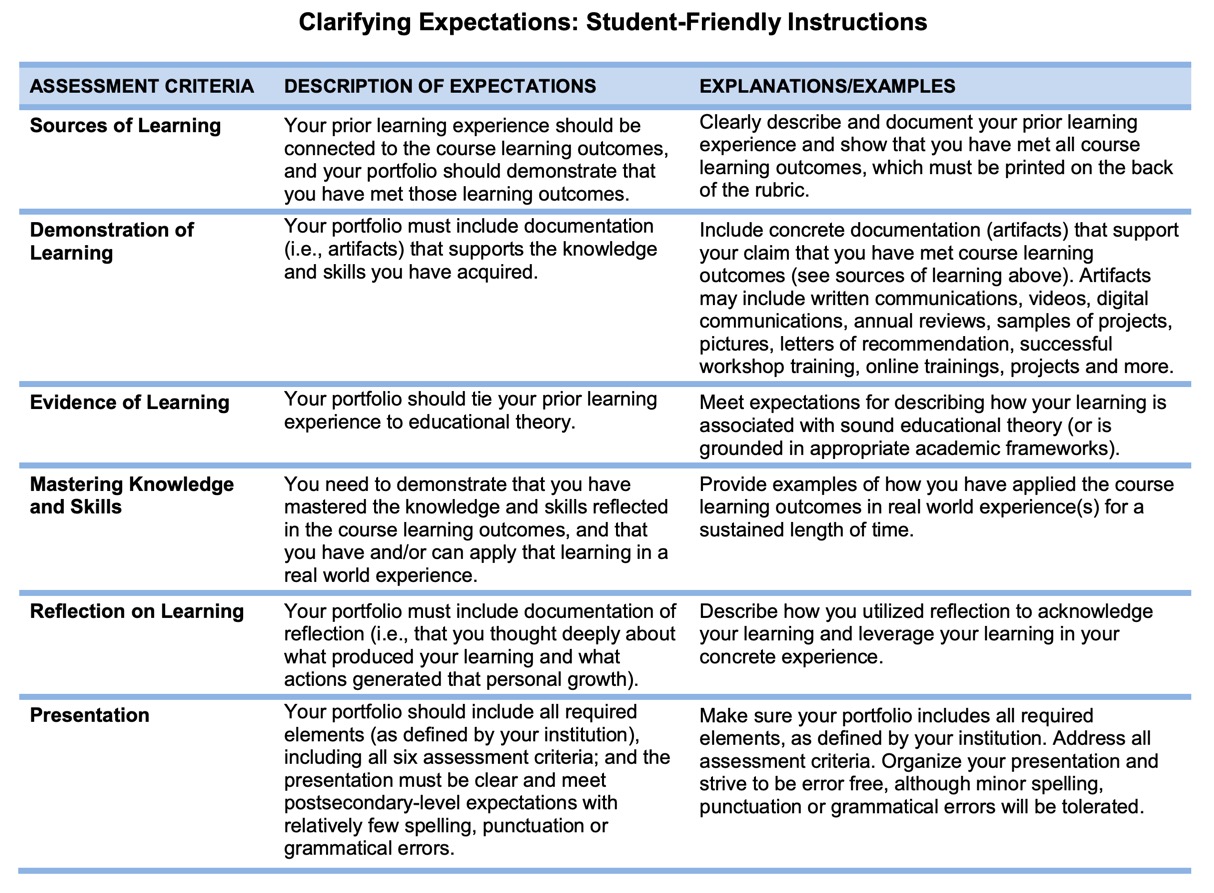 Clarifying Expectations: Student-Friendly Instructions
ASSESSMENT CRITERIA DESCRIPTION OF EXPECTATIONS EXPLANATIONS/EXAMPLES
Sources of Learning
Your prior learning experience should be
connected to the course learning outcomes,
and your portfolio should demonstrate that
you have met those learning outcomes.
Clearly describe and document your prior learning
experience and show that you have met all course
learning outcomes, which must be printed on the back
of the rubric.
Demonstration of
Learning
Your portfolio must include documentation
(i.e., artifacts) that supports the knowledge
and skills you have acquired.
Include concrete documentation (artifacts) that support
your claim that you have met course learning
outcomes (see sources of learning above). Artifacts
may include written communications, videos, digital
communications, annual reviews, samples of projects,
pictures, letters of recommendation, successful
workshop training, online trainings, projects and more.
Evidence of Learning
Your portfolio should tie your prior learning
experience to educational theory.
Meet expectations for describing how your learning is
associated with sound educational theory (or is
grounded in appropriate academic frameworks).
Mastering Knowledge
and Skills
You need to demonstrate that you have
mastered the knowledge and skills reflected
in the course learning outcomes, and that
you have and/or can apply that learning in a
real world experience.
Provide examples of how you have applied the course
learning outcomes in real world experience(s) for a
sustained length of time.
Reflection on Learning
Your portfolio must include documentation of
reflection (i.e., that you thought deeply about
what produced your learning and what
actions generated that personal growth).
Describe how you utilized reflection to acknowledge
your learning and leverage your learning in your
concrete experience.
Presentation
Your portfolio should include all required
elements (as defined by your institution),
including all six assessment criteria; and the
presentation must be clear and meet
postsecondary-level expectations with
relatively few spelling, punctuation or
grammatical errors.
Make sure your portfolio includes all required
elements, as defined by your institution. Address all
assessment criteria. Organize your presentation and
strive to be error free, although minor spelling,
punctuation or grammatical errors will be tolerated.